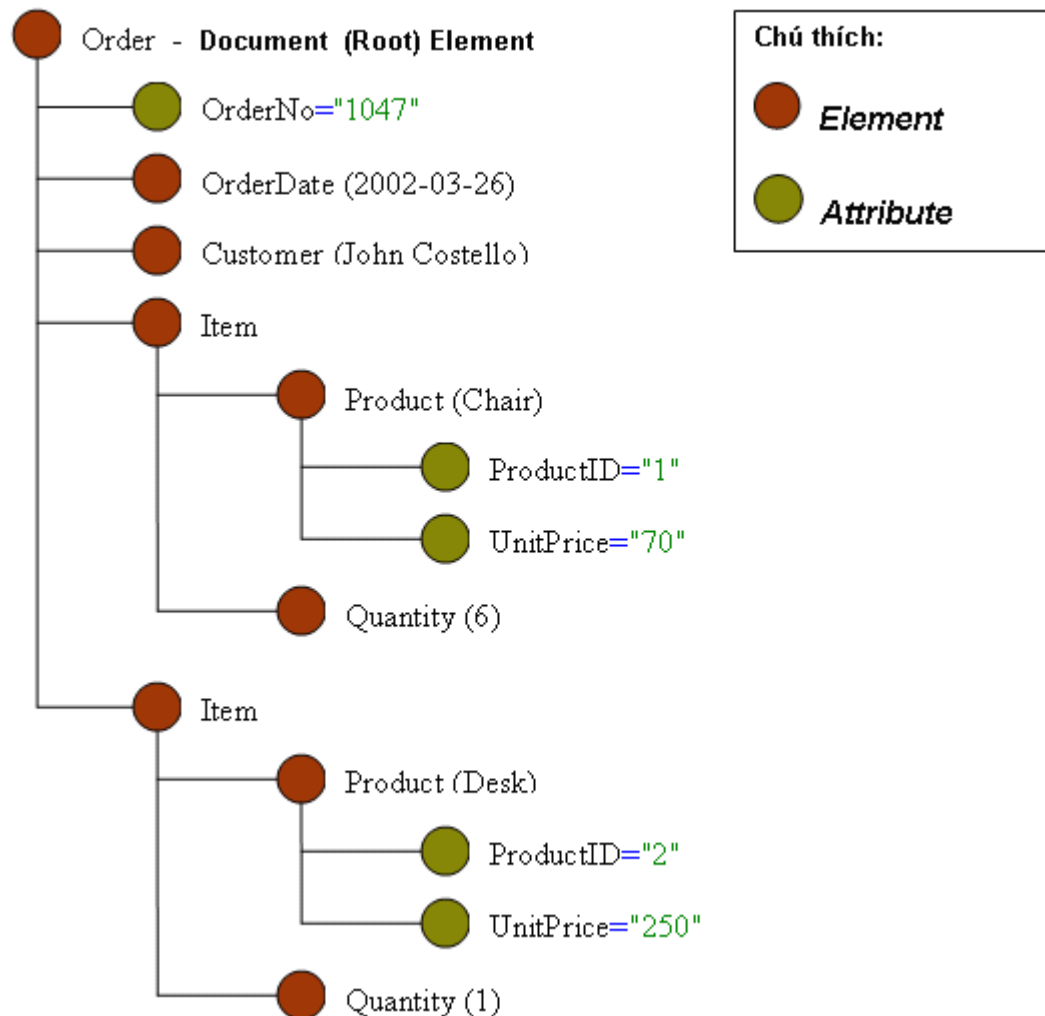 Order - Document (Root) Element
OrderNo="1047"
OrderDate (2002-03-26)
Customer (John Costello)
Item
Product (Chair)
ProductID="1"
UnitPrice="70"
Quantity (6)
Item
Product (Desk)
ProductID="2"
UnitPrice="250"
Quantity (1)
Chú thích:
Element
Attribute